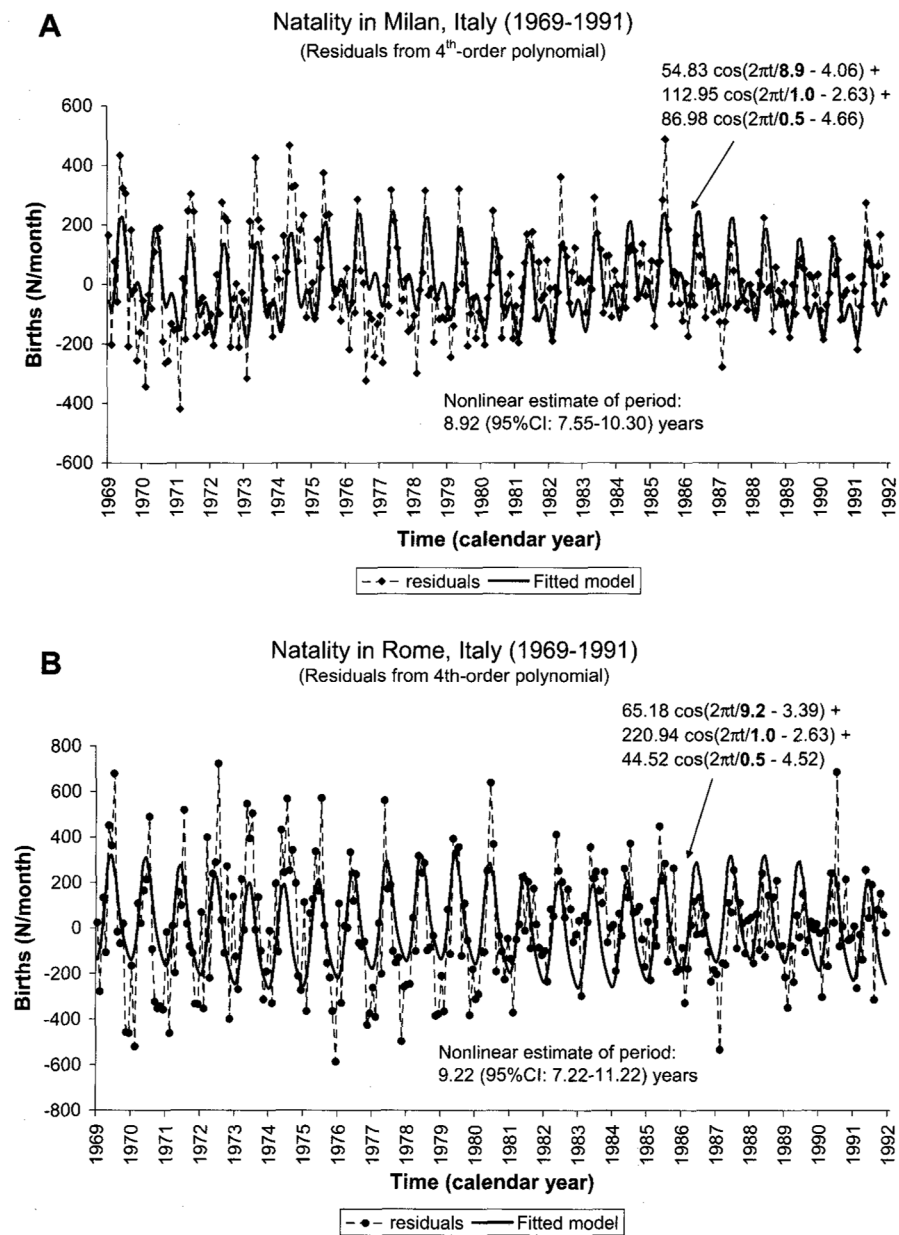 A
Natality in Milan, Italy (1969-1991)
(Residuals from 4th-order polynomial)
54.83 cos(2πt/8.9 - 4.06) +
112.95 cos(2πt/1.0 - 2.63) +
86.98 cos(2πt/0.5 - 4.66)
Births (N/month)
600
400
200
0
-200
-400
-600
Nonlinear estimate of period:
8.92 (95%CI: 7.55-10.30) years
1969 1970 1971 1972 1973 1974 1975 1976 1977 1978 1979 1980 1981 1982 1983 1984 1985 1986 1987 1988 1989 1990 1991 1992
Time (calendar year)
residuals Fitted model
B
Natality in Rome, Italy (1969-1991)
(Residuals from 4th-order polynomial)
65.18 cos(2πt/9.2 - 3.39) +
220.94 cos(2πt/1.0 - 2.63) +
44.52 cos(2πt/0.5 - 4.52)
Births (N/month)
800
600
400
200
0
-200
-400
-600
-800
Nonlinear estimate of period:
9.22 (95%CI: 7.22-11.22) years
1969 1970 1971 1972 1973 1974 1975 1976 1977 1978 1979 1980 1981 1982 1983 1984 1985 1986 1987 1988 1989 1990 1991 1992
Time (calendar year)
residuals Fitted model